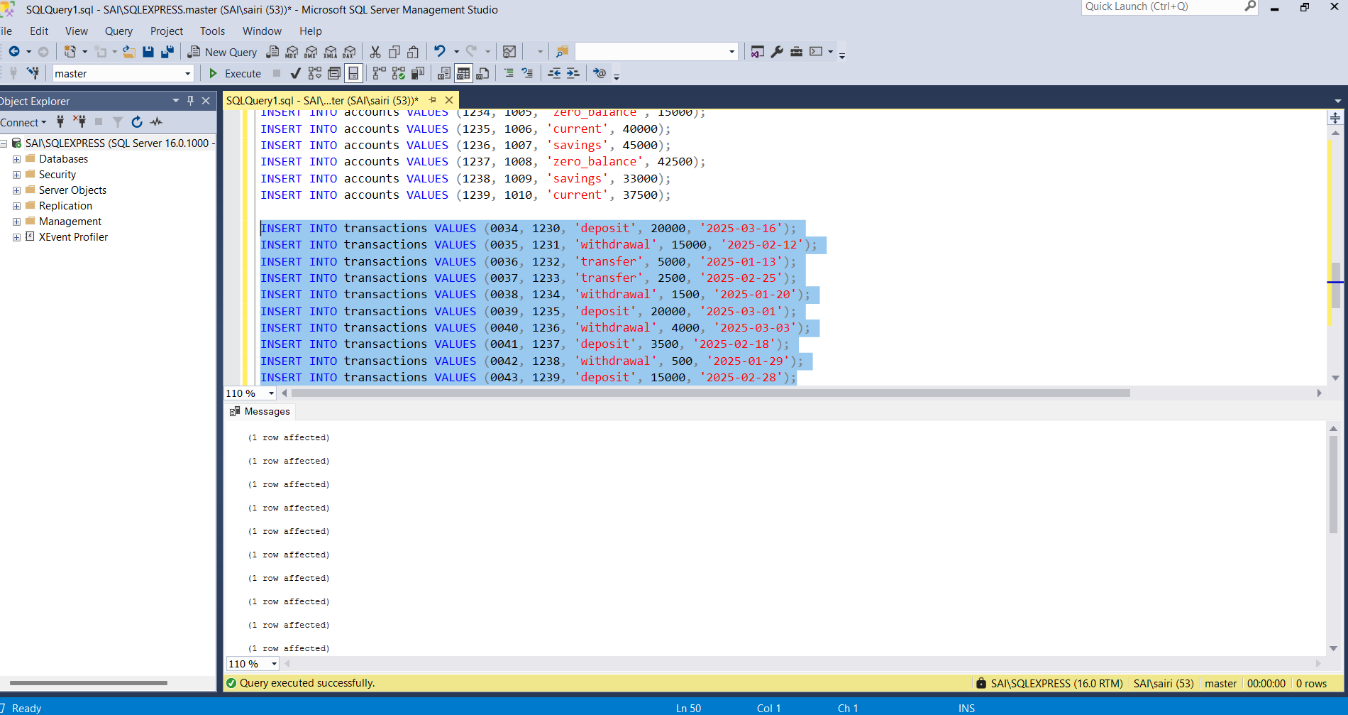 SQLQuery1.sql - SAI\SQLEXPRESS.master (SAI\sairi (53))* - Microsoft SQL Server Management Studio
Quick Launch (Ctrl+Q)
ile Edit View Query Project Tools Window Help
New Query MDX DMX XMLA DAX
master Execute
Object Explorer
SQLQuery1.sql - SAI\...ter (SAI\sairi (53))*
Connect
SAI\SQLEXPRESS (SQL Server 16.0.1000 -
Databases
Security
Server Objects
Replication
Management
XEvent Profiler
INSERT INTO accounts VALUES (1234, 1005, 'zero_balance', 15000);
INSERT INTO accounts VALUES (1235, 1006, 'current', 40000);
INSERT INTO accounts VALUES (1236, 1007, 'savings', 45000);
INSERT INTO accounts VALUES (1237, 1008, 'zero_balance', 42500);
INSERT INTO accounts VALUES (1238, 1009, 'savings', 33000);
INSERT INTO accounts VALUES (1239, 1010, 'current', 37500);
INSERT INTO transactions VALUES (0034, 1230, 'deposit', 20000, '2025-03-16');
INSERT INTO transactions VALUES (0035, 1231, 'withdrawal', 15000, '2025-02-12');
INSERT INTO transactions VALUES (0036, 1232, 'transfer', 5000, '2025-01-13');
INSERT INTO transactions VALUES (0037, 1233, 'transfer', 2500, '2025-02-25');
INSERT INTO transactions VALUES (0038, 1234, 'withdrawal', 1500, '2025-01-20');
INSERT INTO transactions VALUES (0039, 1235, 'deposit', 20000, '2025-03-01');
INSERT INTO transactions VALUES (0040, 1236, 'withdrawal', 4000, '2025-03-03');
INSERT INTO transactions VALUES (0041, 1237, 'deposit', 3500, '2025-02-18');
INSERT INTO transactions VALUES (0042, 1238, 'withdrawal', 500, '2025-01-29');
INSERT INTO transactions VALUES (0043, 1239, 'deposit', 15000, '2025-02-28');
110 %
Messages
(1 row affected)
(1 row affected)
(1 row affected)
(1 row affected)
(1 row affected)
(1 row affected)
(1 row affected)
(1 row affected)
(1 row affected)
(1 row affected)
110 %
Query executed successfully.
SAI\SQLEXPRESS (16.0 RTM) SAI\sairi (53) master 00:00:00 0 rows
Ready Ln 50 Col 1 Ch 1 INS